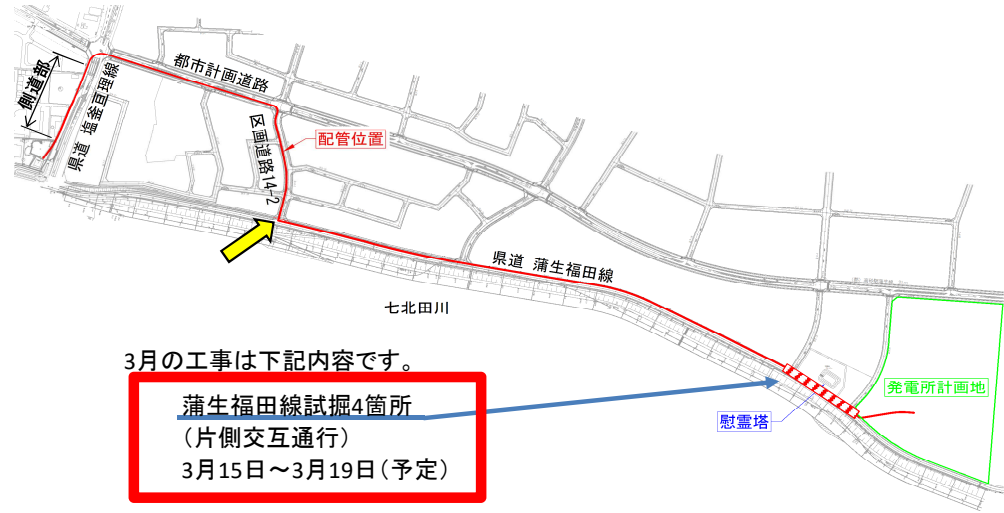 側道部
県道 塩釜亘理線
都市計画道路
区画道路14-2
配管位置
県道 蒲生福田線
七北田川
3月の工事は下記内容です。
蒲生福田線試掘4箇所
(片側交互通行)
3月15日~3月19日(予定)
慰霊塔
発電所計画地